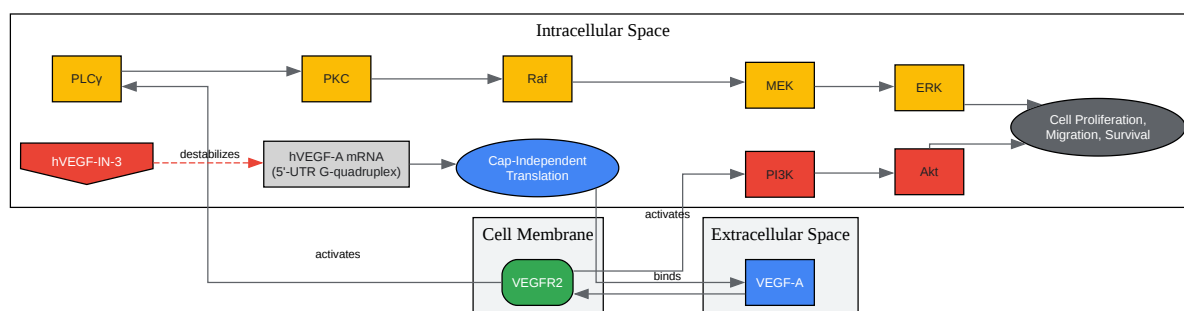 Intracellular Space
PLCγ
PKC
Raf
MEK
ERK
Cell Proliferation,
Migration, Survival
hVEGF-IN-3
destabilizes
hVEGF-A mRNA
(5'-UTR G-quadruplex)
Cap-Independent
Translation
PI3K
Akt
activates
Cell Membrane
Extracellular Space
activates
VEGFR2
binds
VEGF-A